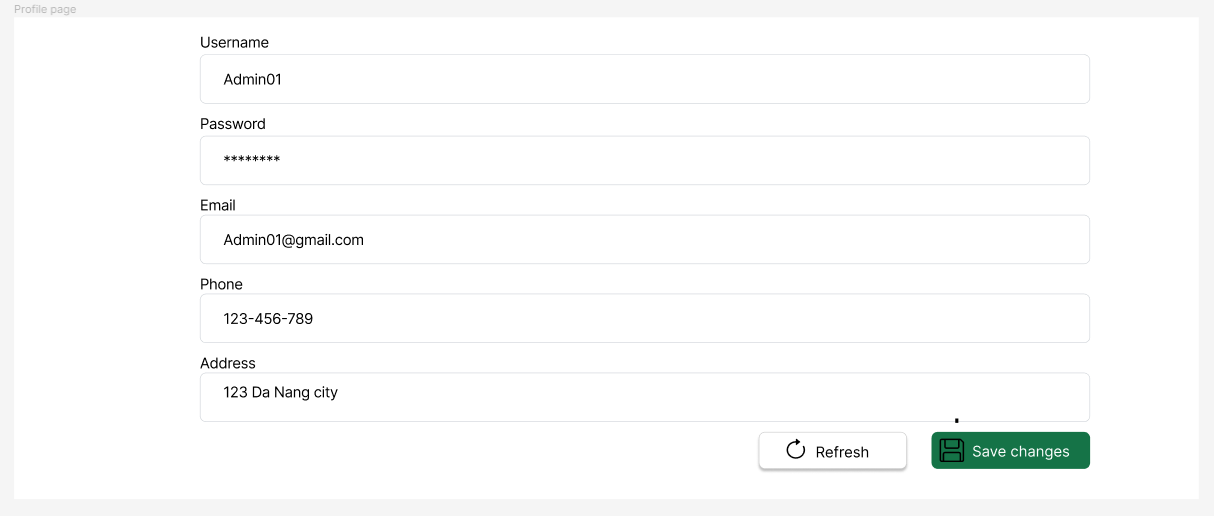 Profile page
Username
Admin01
Password
********
Email
Admin01@gmail.com
Phone
123-456-789
Address
123 Da Nang city
Refresh
Save changes